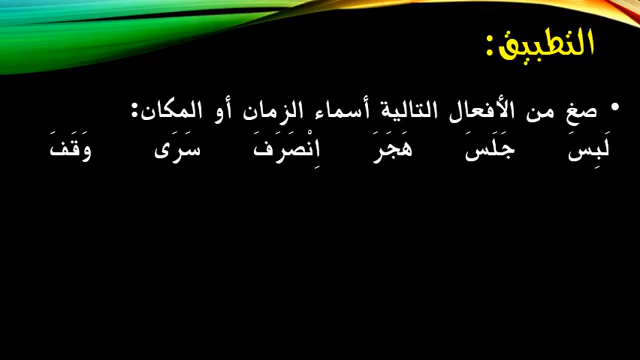 التطبيق:
• صغ من الأفعال التالية أسماء الزمان أو المكان:
لَبِسَ جَلَسَ هَجَرَ اِنْصَرَفَ سَرَى وَقَفَ